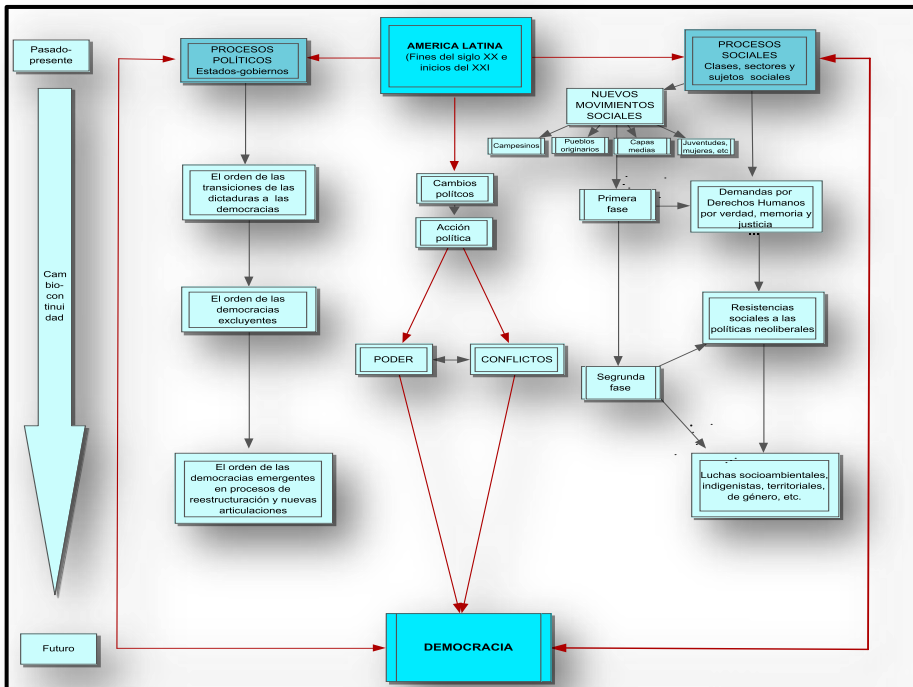 Pasado-
presente
Cam
bio-
con
tinui
dad
Futuro
PROCESOS
POLÍTICOS
Estados-gobiernos
El orden de las
transiciones de las
dictaduras a las
democracias
El orden de las
democracias
excluyentes
El orden de las
democracias emergentes
en procesos de
reestructuración y nuevas
articulaciones
AMERICA LATINA
(Fines del siglo XX e
inicios del XXI
Cambios
polítcos
Acción
política
PODER
CONFLICTOS
DEMOCRACIA
PROCESOS
SOCIALES
Clases, sectores y
sujetos sociales
NUEVOS
MOVIMIENTOS
SOCIALES
Campesinos
Pueblos
originarios
Capas
medias
Juventudes,
mujeres, etc
Primera
fase
Demandas por
Derechos Humanos
por verdad, memoria y
justicia
...
Resistencias
sociales a las
políticas neoliberales
Segrunda
fase
Luchas socioambientales,
indigenistas, territoriales,
de género, etc.